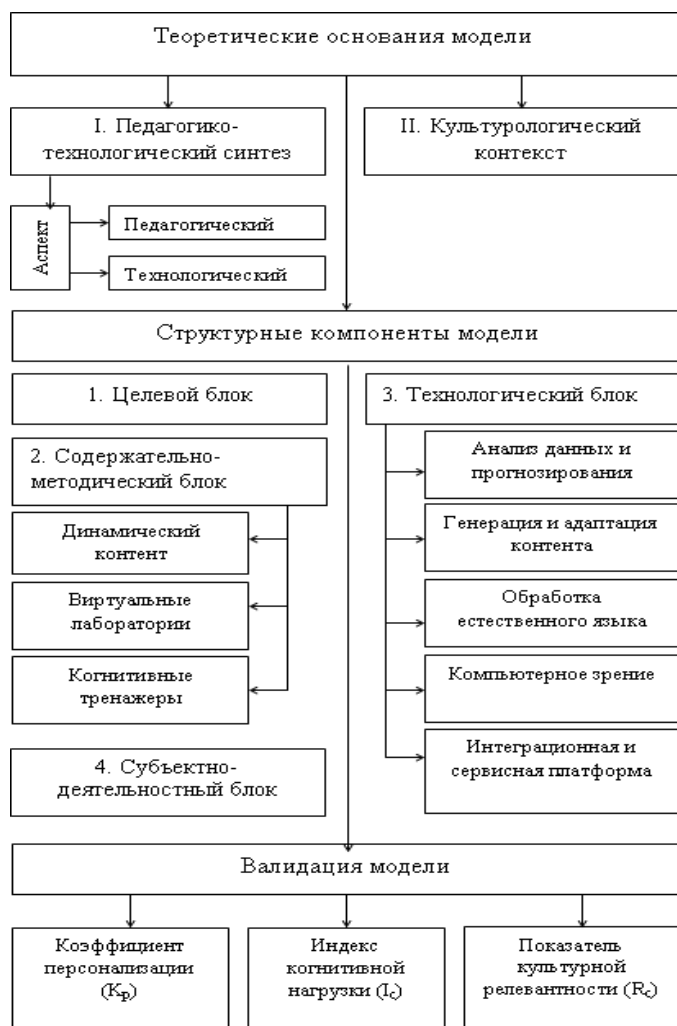 Теоретические основания модели
I. Педагогико-
технологический синтез
II. Культурологический
контекст
Аспект
Педагогический
Технологический
Структурные компоненты модели
1. Целевой блок
2. Содержательно-
методический блок
Динамический
контент
Виртуальные
лаборатории
Когнитивные
тренажеры
4. Субъектно-
деятельностный блок
3. Технологический блок
Анализ данных и
прогнозирования
Генерация и адаптация
контента
Обработка
естественного языка
Компьютерное зрение
Интеграционная и
сервисная платформа
Валидация модели
Коэффициент
персонализации
(Kₚ)
Индекс
когнитивной
нагрузки (I꜀)
Показатель
культурной
релевантности (R꜀)